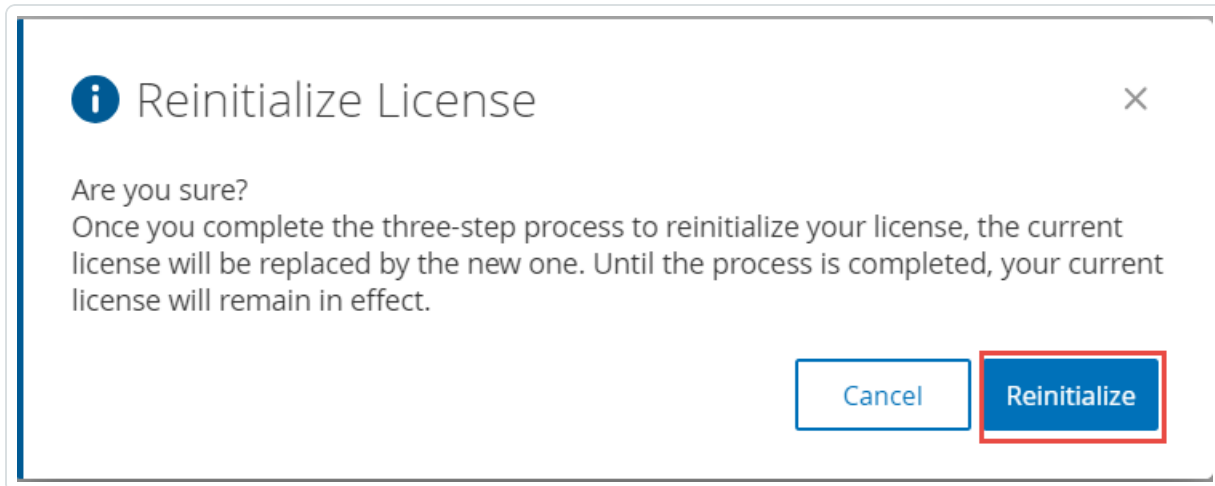 Reinitialize License
Are you sure?
Once you complete the three-step process to reinitialize your license, the current
license will be replaced by the new one. Until the process is completed, your current
license will remain in effect.
Cancel
Reinitialize